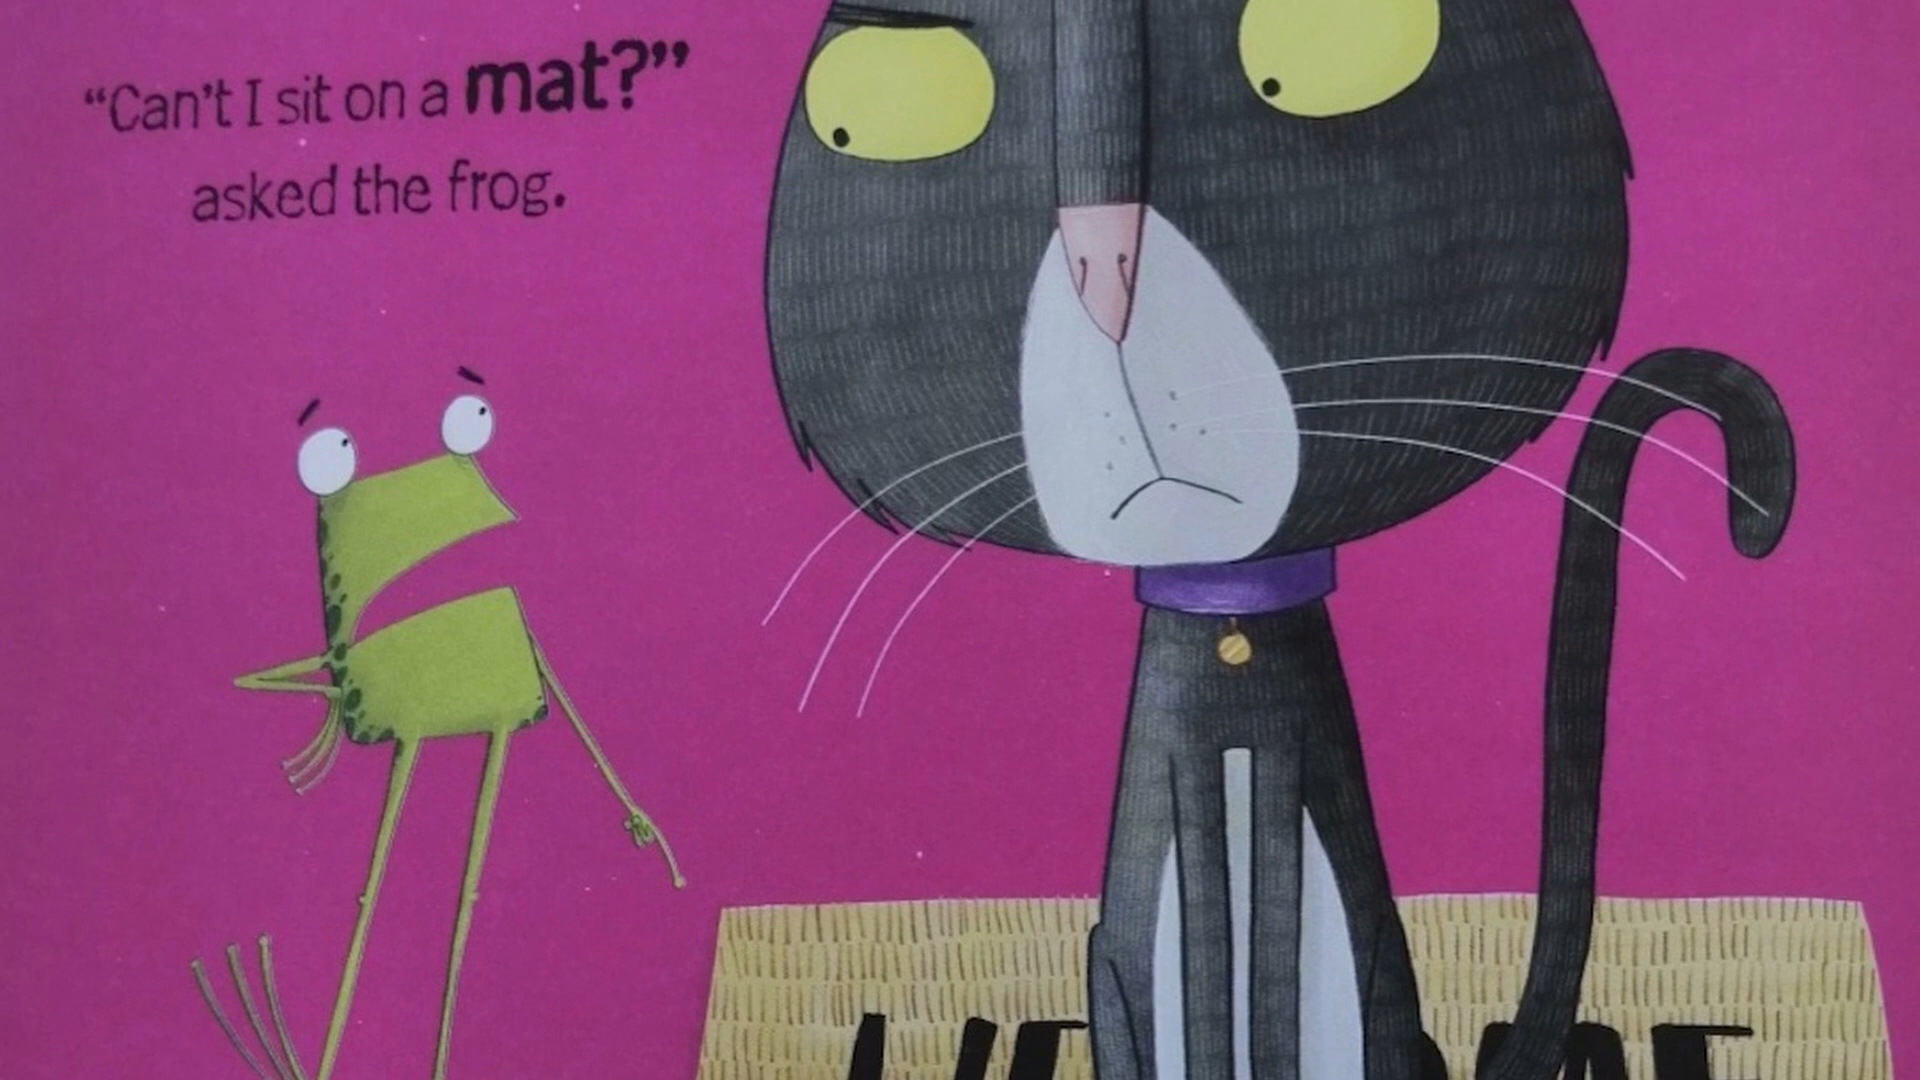 “Can't I sit on a mat?”
asked the frog.